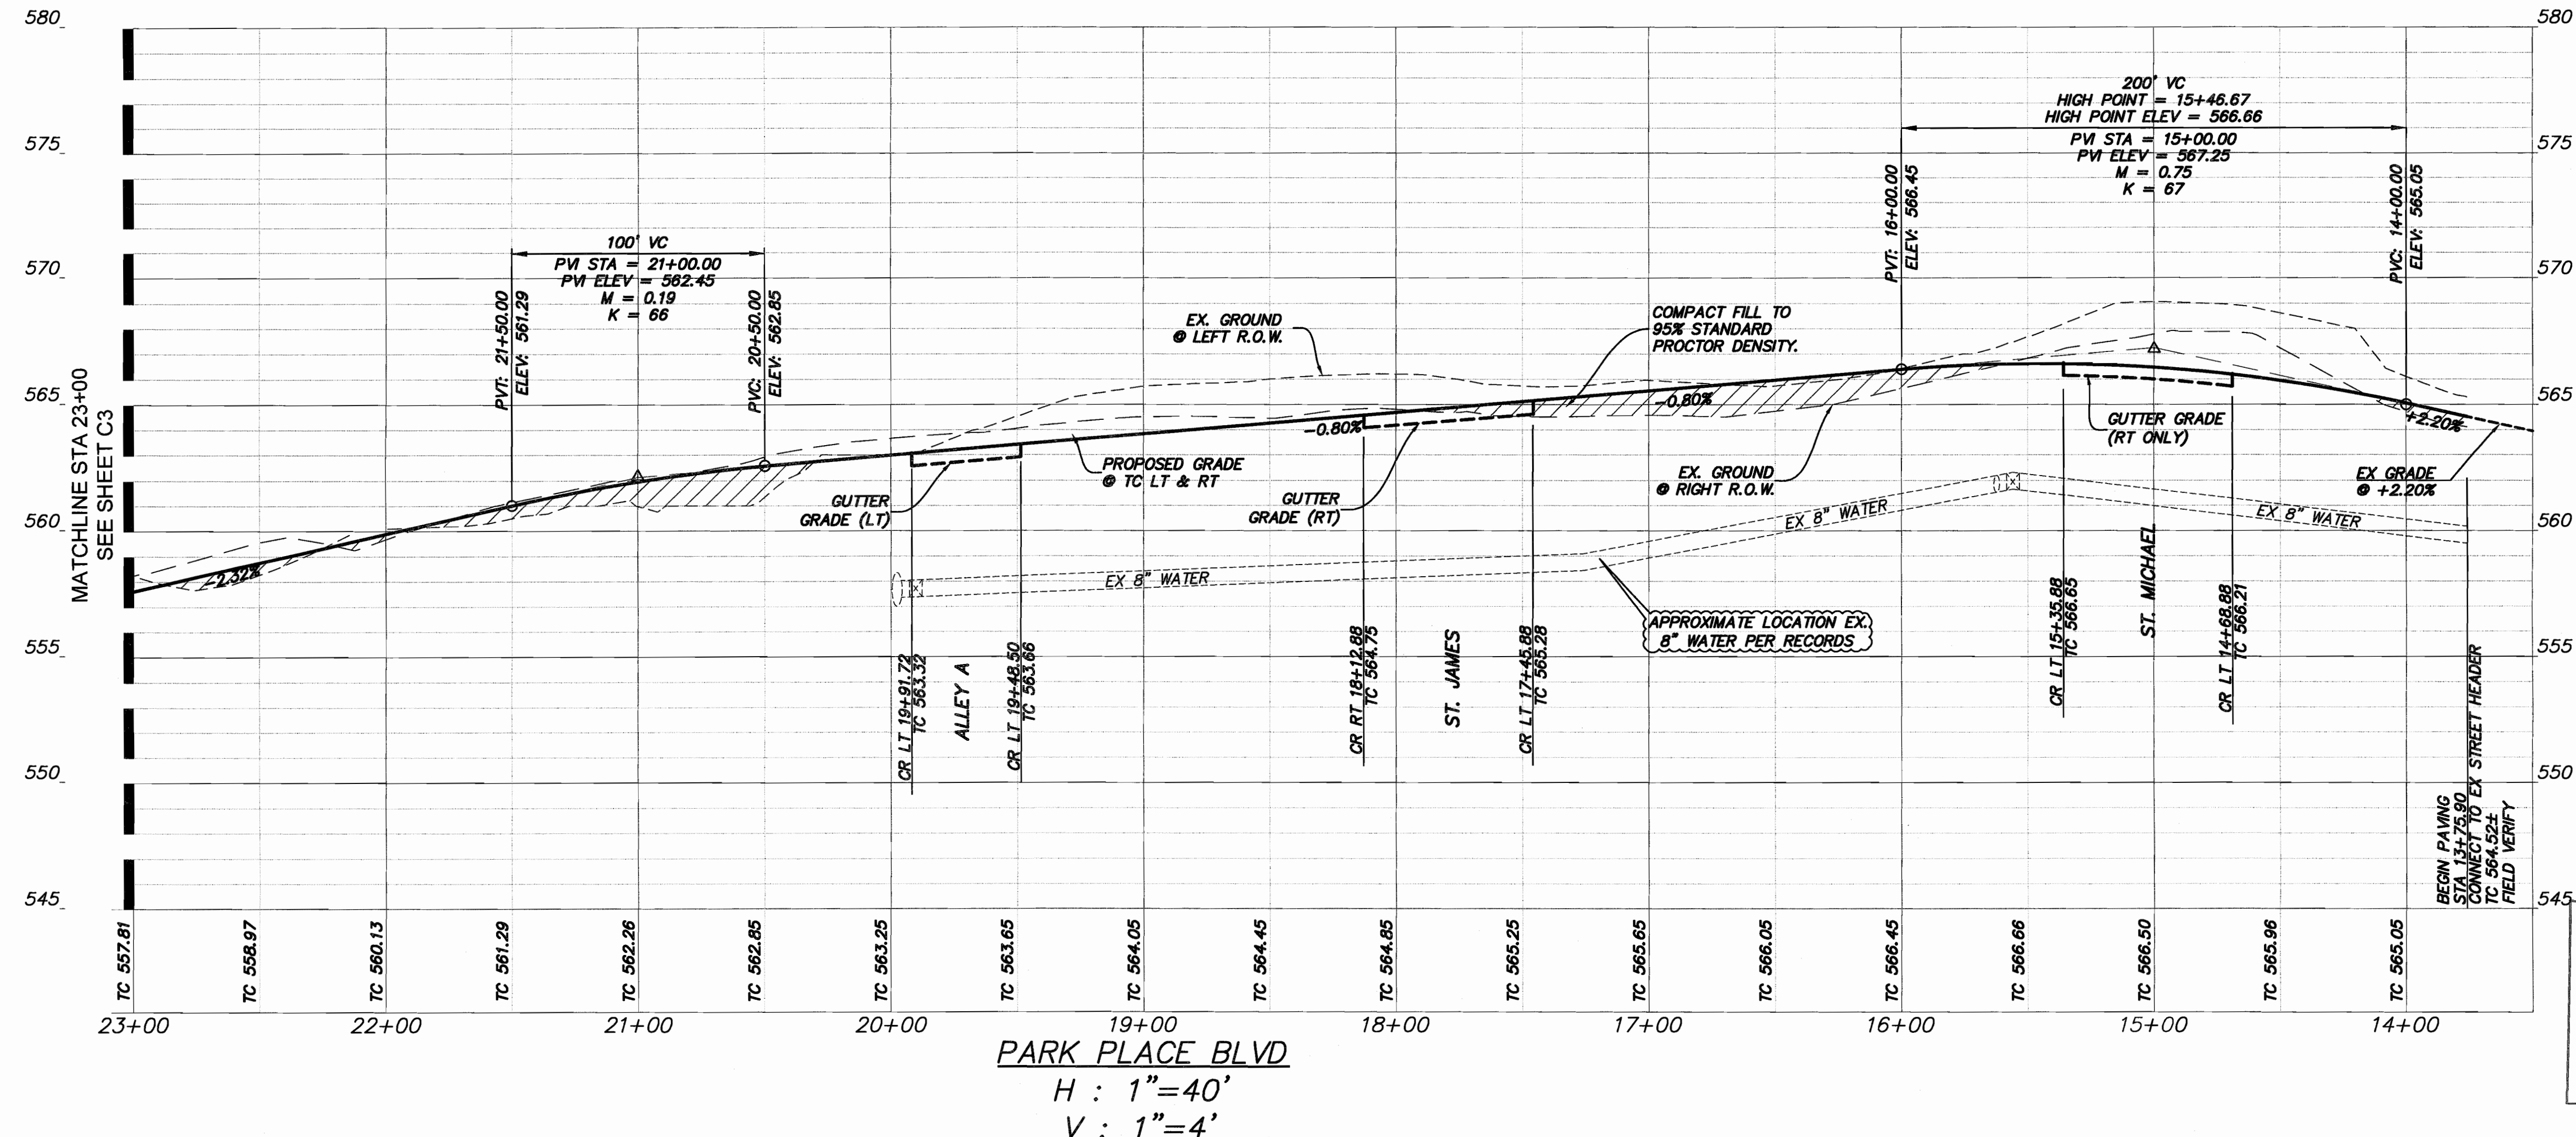 580
575
570
565
560
555
550
545
580
575
570
565
560
555
550
545
MATCHLINE STA 23+00
SEE SHEET C3
100' VC
PVI STA = 21+00.00
PVI ELEV = 562.45
M = 0.19
K = 66
PVT: 21+50.00
ELEV: 561.29
PVC: 20+50.00
ELEV: 562.85
200' VC
HIGH POINT = 15+46.67
HIGH POINT ELEV = 566.66
PVI STA = 15+00.00
PVI ELEV = 567.25
M = 0.75
K = 67
PVT: 16+00.00
ELEV: 566.45
PVC: 14+00.00
ELEV: 565.05
EX. GROUND
@ LEFT R.O.W.
COMPACT FILL TO
95% STANDARD
PROCTOR DENSITY.
-2.32%
-0.80%
-0.80%
+2.20%
PROPOSED GRADE
@ TC LT & RT
GUTTER
GRADE (LT)
GUTTER
GRADE (RT)
EX. GROUND
@ RIGHT R.O.W.
GUTTER GRADE
(RT ONLY)
EX GRADE
@ +2.20%
EX 8" WATER
EX 8" WATER
EX 8" WATER
APPROXIMATE LOCATION EX.
8" WATER PER RECORDS
CR LT 19+91.72
TC 563.32
ALLEY A
CR LT 19+48.50
TC 563.66
CR RT 18+12.88
TC 564.75
ST. JAMES
CR LT 17+45.88
TC 565.28
CR LT 15+35.88
TC 566.65
ST. MICHAEL
CR LT 14+68.88
TC 566.21
BEGIN PAVING
STA 13+75.90
CONNECT TO EX STREET HEADER
TC 564.52±
FIELD VERIFY
TC 557.81
TC 558.97
TC 560.13
TC 561.29
TC 562.26
TC 562.85
TC 563.25
TC 563.65
TC 564.05
TC 564.45
TC 564.85
TC 565.25
TC 565.65
TC 566.05
TC 566.45
TC 566.66
TC 566.50
TC 565.96
TC 565.05
23+00
22+00
21+00
20+00
19+00
18+00
17+00
16+00
15+00
14+00
PARK PLACE BLVD
H : 1"=40'
V : 1"=4'